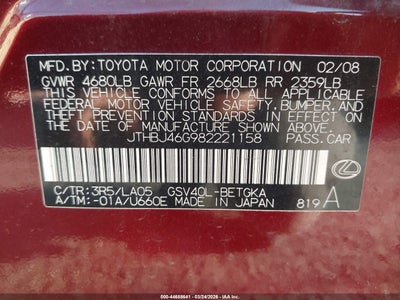 MFD. BY: TOYOTA MOTOR CORPORATION 02/08
GVWR 4680LB GAWR FR 2668LB RR 2359LB
THIS VEHICLE CONFORMS TO ALL APPLICABLE
FEDERAL MOTOR VEHICLE SAFETY, BUMPER, AND
THEFT PREVENTION STANDARDS IN EFFECT ON
THE DATE OF MANUFACTURE SHOWN ABOVE.
JTHBJ46G982221158 PASS.CAR
C/TR:3R5/LA05 GSV40L-BETGKA
A/TM:-01A/U660E MADE IN JAPAN 819 A
000-44688641 - 03/24/2026 - IAA Buffalo